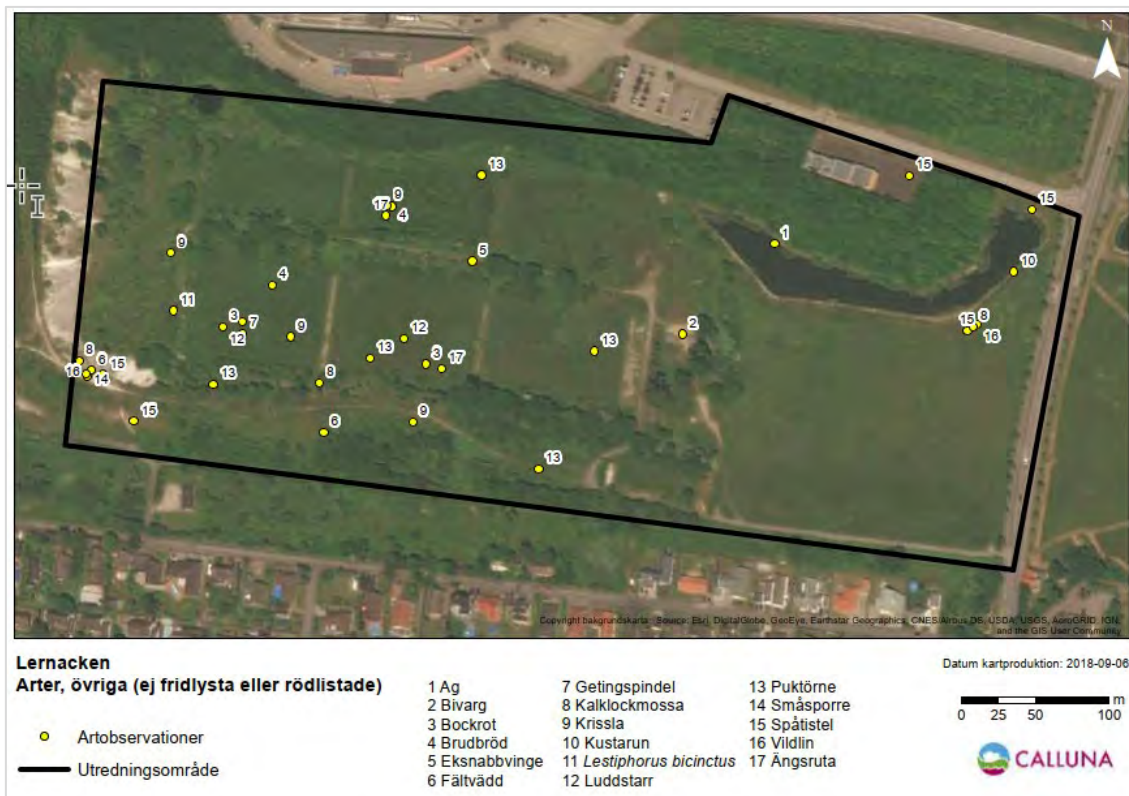 N
13
15
9
17
4
15
9
1
5
10
4
11
3
7
12
9
12
8
15
16
2
13
13
3
17
8
6
15
16
14
13
8
15
6
9
13
Copyright bakgrundskarta: Source: Esri, DigitalGlobe, GeoEye, Earthstar Geographics, CNES/Airbus DS, USDA, USGS, AeroGRID, IGN,
and the GIS User Community
Lernacken
Arter, övriga (ej fridlysta eller rödlistade)
Artobservationer
Utredningsområde
1 Ag
2 Bivarg
3 Bockrot
4 Brudbröd
5 Eksnabbvinge
6 Fältvädd
7 Getingspindel
8 Kalklockmossa
9 Krissla
10 Kustarun
11 Lestiphorus bicinctus
12 Luddstarr
13 Puktörne
14 Småsporre
15 Spåtistel
16 Vildlin
17 Ängsruta
Datum kartproduktion: 2018-09-06
m
0 25 50 100
CALLUNA